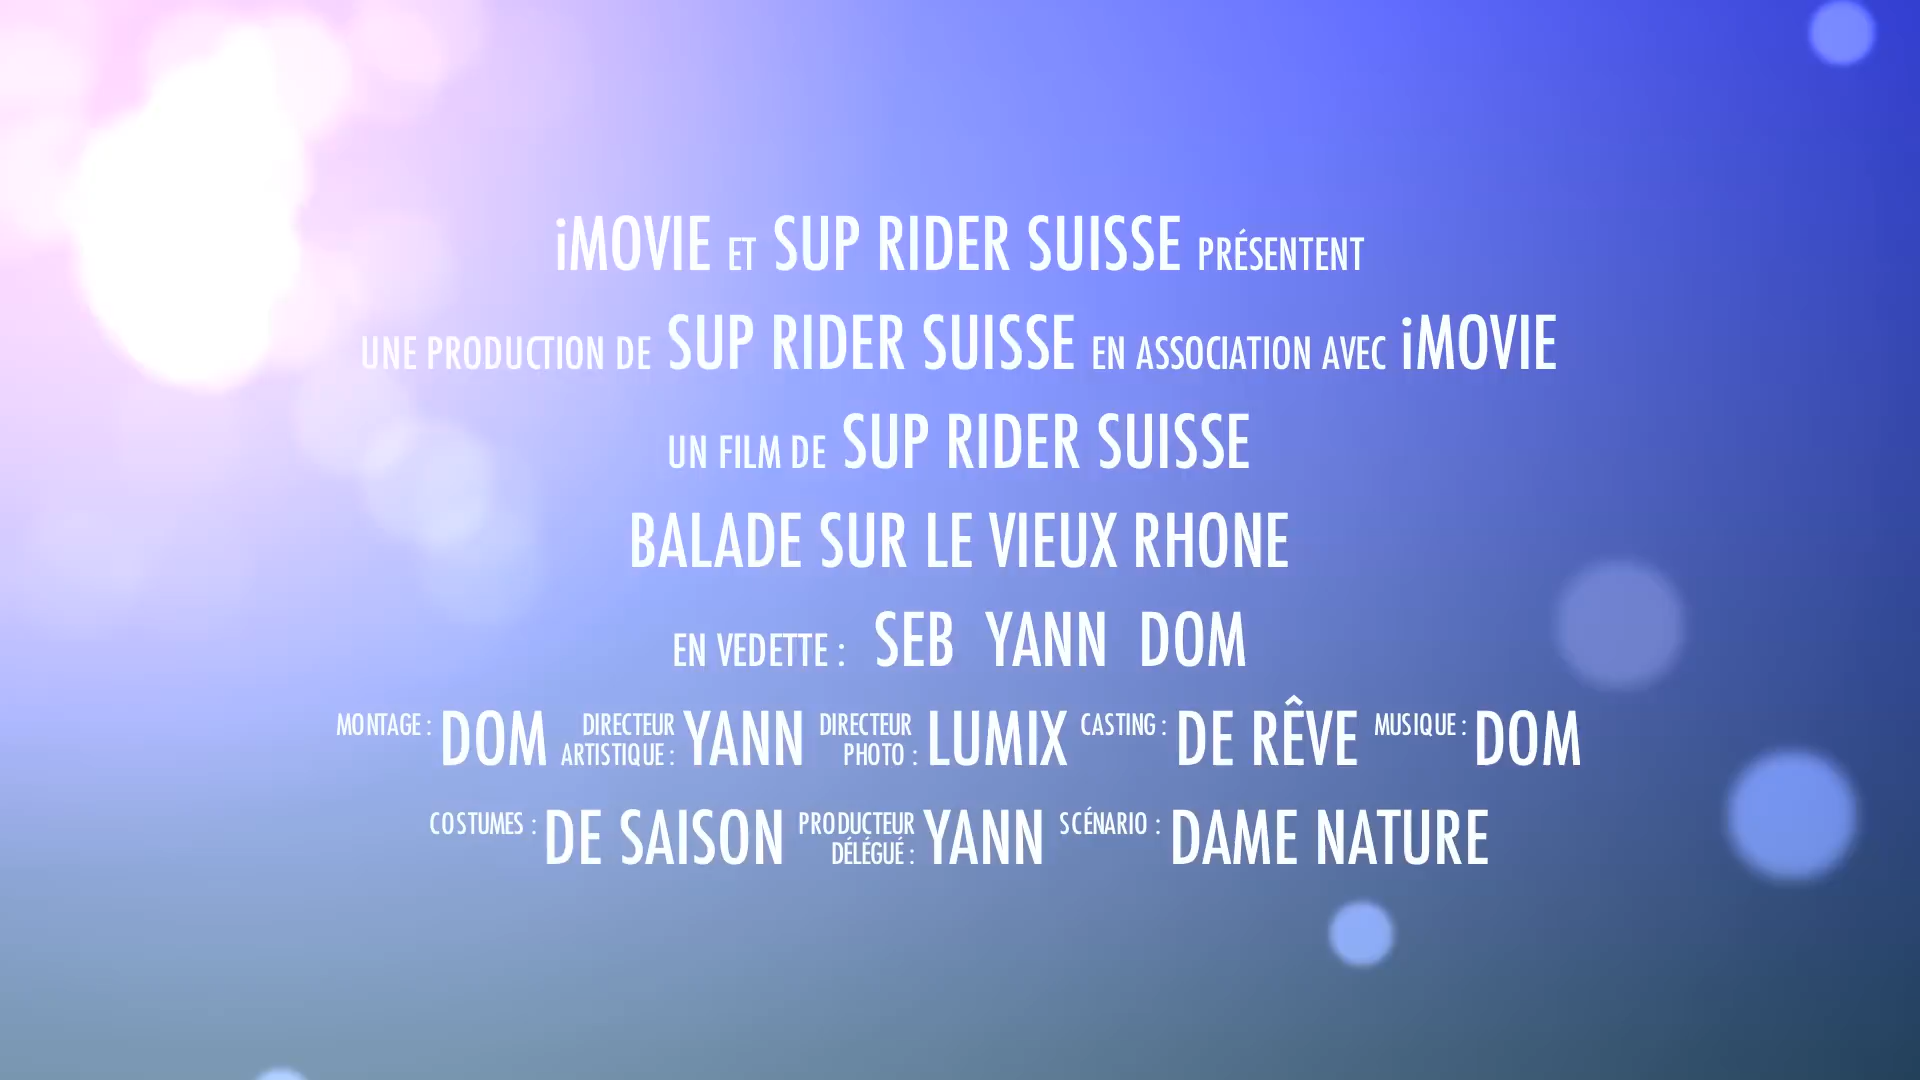 iMOVIE ET SUP RIDER SUISSE PRÉSENTENT
UNE PRODUCTION DE SUP RIDER SUISSE EN ASSOCIATION AVEC iMOVIE
UN FILM DE SUP RIDER SUISSE
BALADE SUR LE VIEUX RHONE
EN VEDETTE : SEB YANN DOM
MONTAGE : DOM DIRECTEUR ARTISTIQUE : YANN DIRECTEUR PHOTO : LUMIX CASTING : DE RÊVE MUSIQUE : DOM
COSTUMES : DE SAISON PRODUCTEUR DÉLÉGUÉ : YANN SCÉNARIO : DAME NATURE